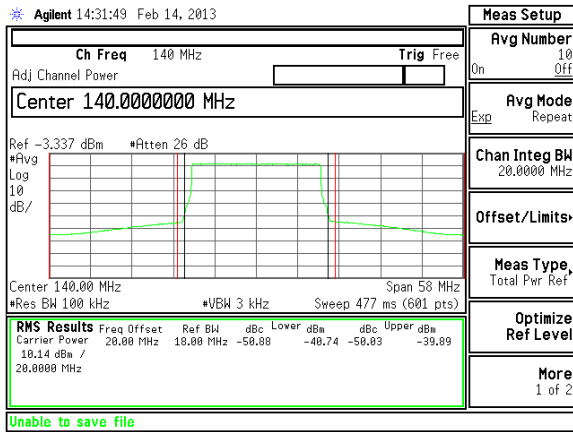 Agilent 14:31:49 Feb 14, 2013
Meas Setup
Ch Freq 140 MHz Trig Free
Adj Channel Power
Center 140.0000000 MHz
Ref -3.337 dBm #Atten 26 dB
#Avg
Log
10
dB/
Center 140.00 MHz Span 58 MHz
#Res BW 100 kHz #VBW 3 kHz Sweep 477 ms (601 pts)
RMS Results Freq Offset Ref BW dBc Lower dBm dBc Upper dBm
Carrier Power 20.00 MHz 18.00 MHz -50.88 -40.74 -50.03 -39.89
10.14 dBm /
20.0000 MHz
Unable to save file
Avg Number
10
On Off
Avg Mode
Exp Repeat
Chan Integ BW
20.0000 MHz
Offset/Limits
Meas Type
Total Pwr Ref
Optimize
Ref Level
More
1 of 2